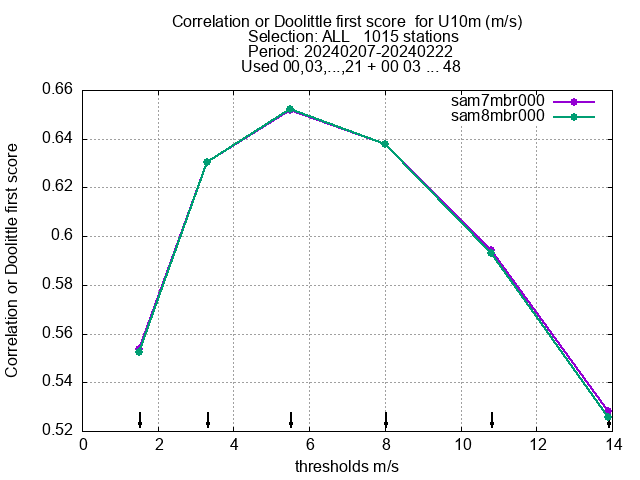 Correlation or Doolittle first score  for U10m (m/s)
Selection: ALL   1015 stations
Period: 20240207-20240222
Used 00,03,...,21 + 00 03 ... 48
sam7mbr000
sam8mbr000
Correlation or Doolittle first score
0.66
0.64
0.62
0.6
0.58
0.56
0.54
0.52
0 2 4 6 8 10 12 14
thresholds m/s